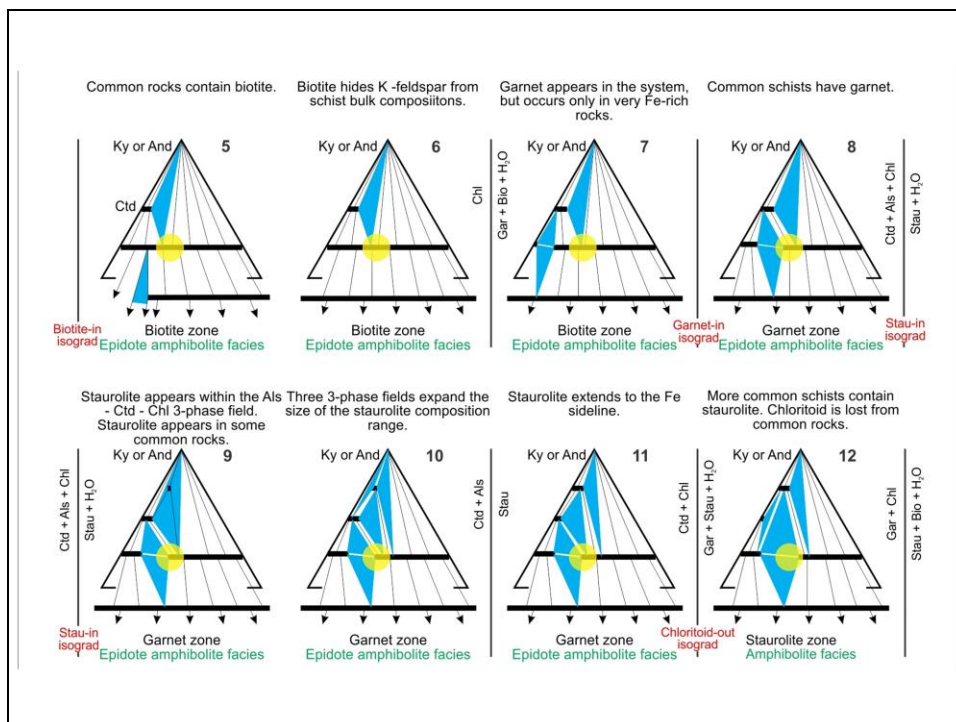 Common rocks contain biotite.
Biotite hides K -feldspar from
schist bulk composiitons.
Garnet appears in the system,
but occurs only in very Fe-rich
rocks.
Common schists have garnet.
Ky or And 5
Ctd
Biotite-in
isograd
Biotite zone
Epidote amphibolite facies
Ky or And 6
Biotite zone
Epidote amphibolite facies
Chl
Gar + Bio + H₂O
Ky or And 7
Biotite zone
Epidote amphibolite facies
Garnet-in
isograd
Ky or And 8
Garnet zone
Epidote amphibolite facies
Ctd + Als + Chl
Stau + H₂O
Stau-in
isograd
Staurolite appears within the Als
- Ctd - Chl 3-phase field.
Staurolite appears in some
common rocks.
Three 3-phase fields expand the
size of the staurolite composition
range.
Staurolite extends to the Fe
sideline.
More common schists contain
staurolite. Chloritoid is lost from
common rocks.
Ctd + Als + Chl
Stau + H₂O
Stau-in
isograd
Ky or And 9
Garnet zone
Epidote amphibolite facies
Ky or And 10
Garnet zone
Epidote amphibolite facies
Ctd + Als
Stau
Ky or And 11
Garnet zone
Epidote amphibolite facies
Ctd + Chl
Gar + Stau + H₂O
Chloritoid-out
isograd
Ky or And 12
Staurolite zone
Amphibolite facies
Gar + Chl
Stau + Bio + H₂O